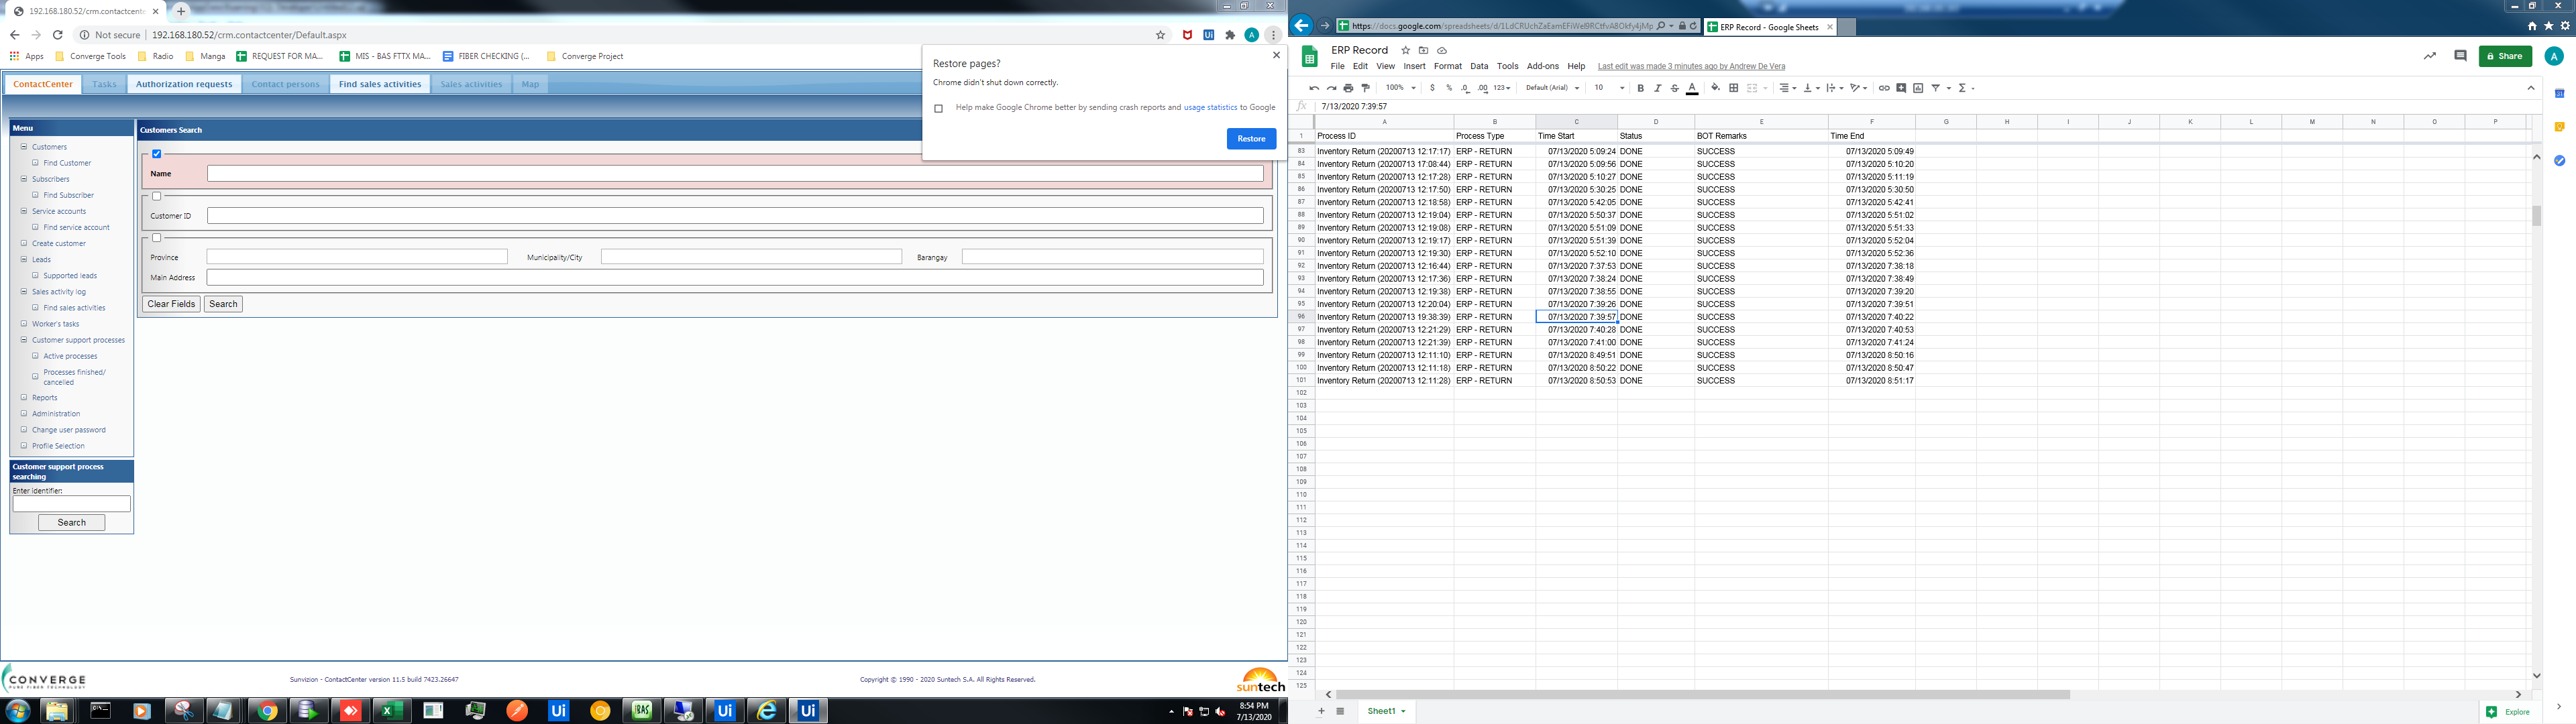 192.168.180.52/crm.contactcente
Not secure 192.168.180.52/crm.contactcenter/Default.aspx
Apps Converge Tools Radio Manga REQUEST FOR MA... MIS - BAS FTTX MA... FIBER CHECKING (... Converge Project
ContactCenter Tasks Authorization requests Contact persons Find sales activities Sales activities Map
Restore pages?
Chrome didn't shut down correctly.
Help make Google Chrome better by sending crash reports and usage statistics to Google
Restore
Menu
Customers
Find Customer
Subscribers
Find Subscriber
Service accounts
Find service account
Create customer
Leads
Supported leads
Sales activity log
Find sales activities
Worker's tasks
Customer support processes
Active processes
Processes finished/
cancelled
Reports
Administration
Change user password
Profile Selection
Customer support process
searching
Enter identifier:
Search
Customers Search
Name
Customer ID
Province Municipality/City Barangay
Main Address
Clear Fields Search
CONVERGE
PURE FIBER TECHNOLOGY
Sunvizion - ContactCenter version 11.5 build 7423.26647
Copyright © 1990 - 2020 Suntech S.A. All Rights Reserved.
suntech
8:54 PM
7/13/2020
ERP Record - Google Sheets
ERP Record
File Edit View Insert Format Data Tools Add-ons Help Last edit was made 3 minutes ago by Andrew De Vera
Share
A
100% $ % .0 .00 123 Default (Arial) 10 B I S A
fx 7/13/2020 7:39:57
A B C D E F G H I J K L M N O P
1 Process ID Process Type Time Start Status BOT Remarks Time End
83 Inventory Return (20200713 12:17:17) ERP - RETURN 07/13/2020 5:09:24 DONE SUCCESS 07/13/2020 5:09:49
84 Inventory Return (20200713 17:08:44) ERP - RETURN 07/13/2020 5:09:56 DONE SUCCESS 07/13/2020 5:10:20
85 Inventory Return (20200713 12:17:28) ERP - RETURN 07/13/2020 5:10:27 DONE SUCCESS 07/13/2020 5:11:19
86 Inventory Return (20200713 12:17:50) ERP - RETURN 07/13/2020 5:30:25 DONE SUCCESS 07/13/2020 5:30:50
87 Inventory Return (20200713 12:18:58) ERP - RETURN 07/13/2020 5:42:05 DONE SUCCESS 07/13/2020 5:42:41
88 Inventory Return (20200713 12:19:04) ERP - RETURN 07/13/2020 5:50:37 DONE SUCCESS 07/13/2020 5:51:02
89 Inventory Return (20200713 12:19:08) ERP - RETURN 07/13/2020 5:51:09 DONE SUCCESS 07/13/2020 5:51:33
90 Inventory Return (20200713 12:19:17) ERP - RETURN 07/13/2020 5:51:39 DONE SUCCESS 07/13/2020 5:52:04
91 Inventory Return (20200713 12:19:30) ERP - RETURN 07/13/2020 5:52:10 DONE SUCCESS 07/13/2020 5:52:36
92 Inventory Return (20200713 12:16:44) ERP - RETURN 07/13/2020 7:37:53 DONE SUCCESS 07/13/2020 7:38:18
93 Inventory Return (20200713 12:17:36) ERP - RETURN 07/13/2020 7:38:24 DONE SUCCESS 07/13/2020 7:38:49
94 Inventory Return (20200713 12:19:38) ERP - RETURN 07/13/2020 7:38:55 DONE SUCCESS 07/13/2020 7:39:20
95 Inventory Return (20200713 12:20:04) ERP - RETURN 07/13/2020 7:39:26 DONE SUCCESS 07/13/2020 7:39:51
96 Inventory Return (20200713 19:38:39) ERP - RETURN 07/13/2020 7:39:57 DONE SUCCESS 07/13/2020 7:40:22
97 Inventory Return (20200713 12:21:29) ERP - RETURN 07/13/2020 7:40:28 DONE SUCCESS 07/13/2020 7:40:53
98 Inventory Return (20200713 12:21:39) ERP - RETURN 07/13/2020 7:41:00 DONE SUCCESS 07/13/2020 7:41:24
99 Inventory Return (20200713 12:11:10) ERP - RETURN 07/13/2020 8:49:51 DONE SUCCESS 07/13/2020 8:50:16
100 Inventory Return (20200713 12:11:18) ERP - RETURN 07/13/2020 8:50:22 DONE SUCCESS 07/13/2020 8:50:47
101 Inventory Return (20200713 12:11:28) ERP - RETURN 07/13/2020 8:50:53 DONE SUCCESS 07/13/2020 8:51:17
102
103
104
105
106
107
108
109
110
111
112
113
114
115
116
117
118
119
120
121
122
123
124
125
Sheet1
Explore